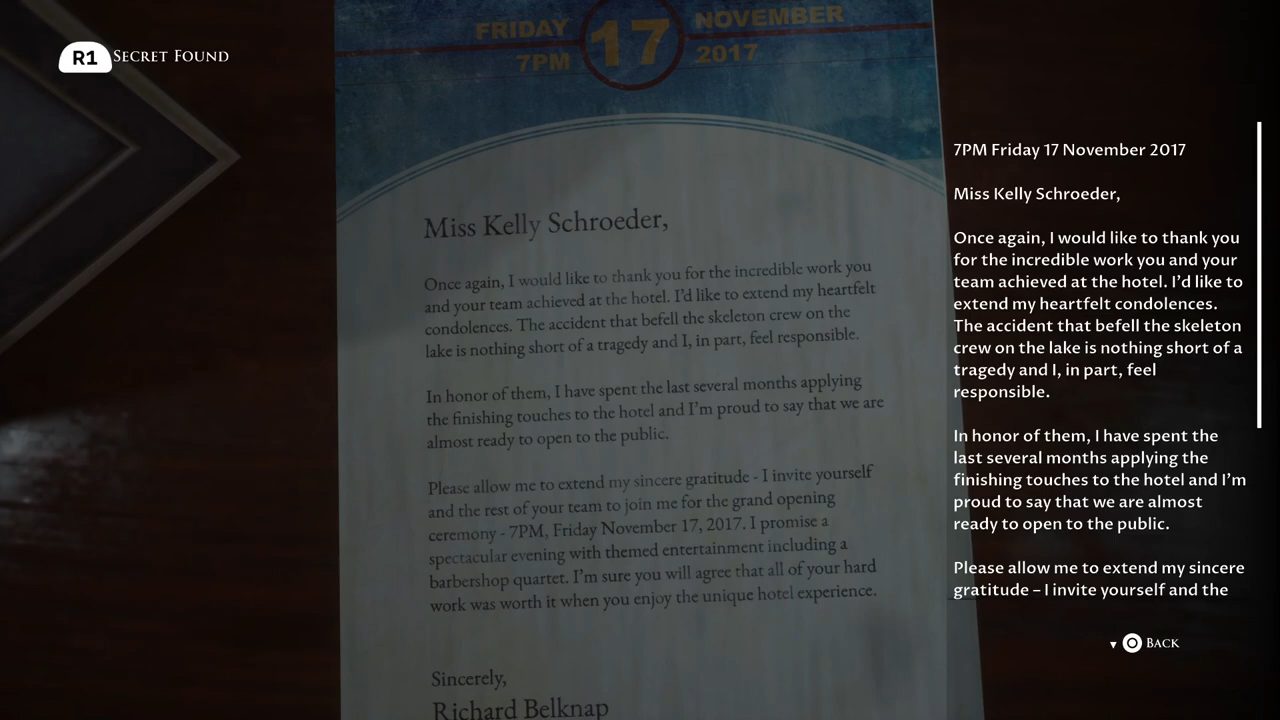 R1 Secret Found
FRIDAY 17 NOVEMBER
7PM 2017
Miss Kelly Schroeder,
Once again, I would like to thank you for the incredible work you
and your team achieved at the hotel. I'd like to extend my heartfelt
condolences. The accident that befell the skeleton crew on the
lake is nothing short of a tragedy and I, in part, feel responsible.
In honor of them, I have spent the last several months applying
the finishing touches to the hotel and I'm proud to say that we are
almost ready to open to the public.
Please allow me to extend my sincere gratitude - I invite yourself
and the rest of your team to join me for the grand opening
ceremony - 7PM, Friday November 17, 2017. I promise a
spectacular evening with themed entertainment including a
barbershop quartet. I'm sure you will agree that all of your hard
work was worth it when you enjoy the unique hotel experience.
Sincerely,
Richard Belknap
7PM Friday 17 November 2017
Miss Kelly Schroeder,
Once again, I would like to thank you
for the incredible work you and your
team achieved at the hotel. I'd like to
extend my heartfelt condolences.
The accident that befell the skeleton
crew on the lake is nothing short of a
tragedy and I, in part, feel
responsible.
In honor of them, I have spent the
last several months applying the
finishing touches to the hotel and I'm
proud to say that we are almost
ready to open to the public.
Please allow me to extend my sincere
gratitude – I invite yourself and the
Back